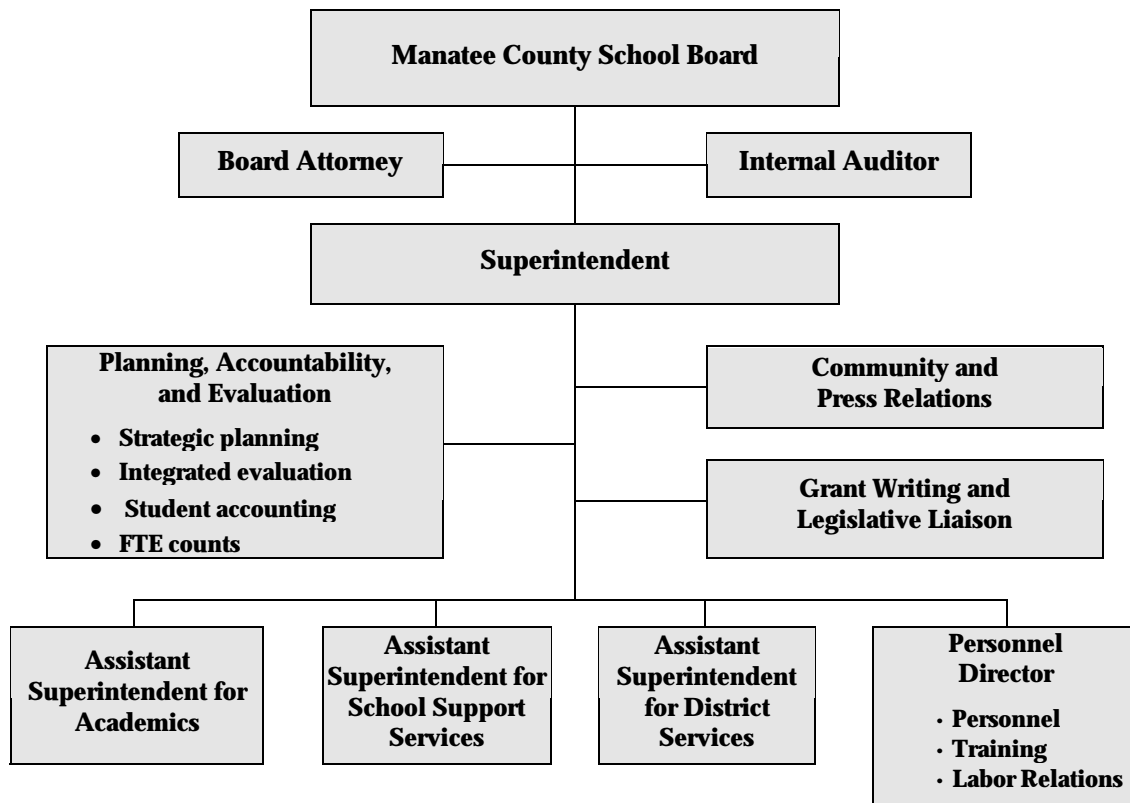 Manatee County School Board
Board Attorney
Internal Auditor
Superintendent
Planning, Accountability,
and Evaluation
• Strategic planning
• Integrated evaluation
• Student accounting
• FTE counts
Community and
Press Relations
Grant Writing and
Legislative Liaison
Assistant
Superintendent for
Academics
Assistant
Superintendent for
School Support
Services
Assistant
Superintendent
for District
Services
Personnel
Director
· Personnel
· Training
· Labor Relations